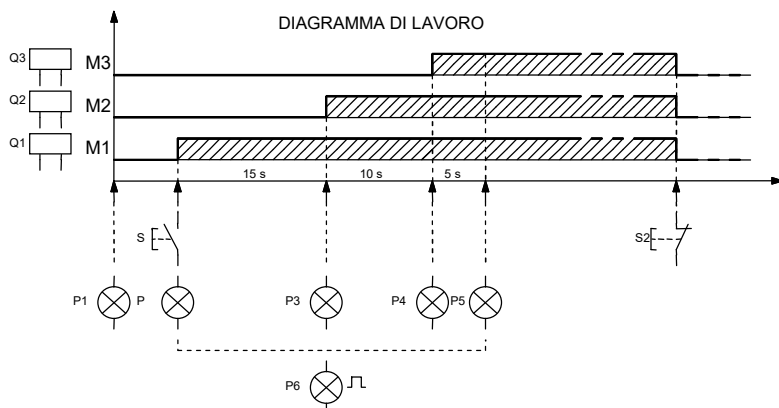 DIAGRAMMA DI LAVORO
Q3 M3
Q2 M2
Q1 M1
15 s 10 s 5 s
S S2
P1 P P3 P4 P5
P6